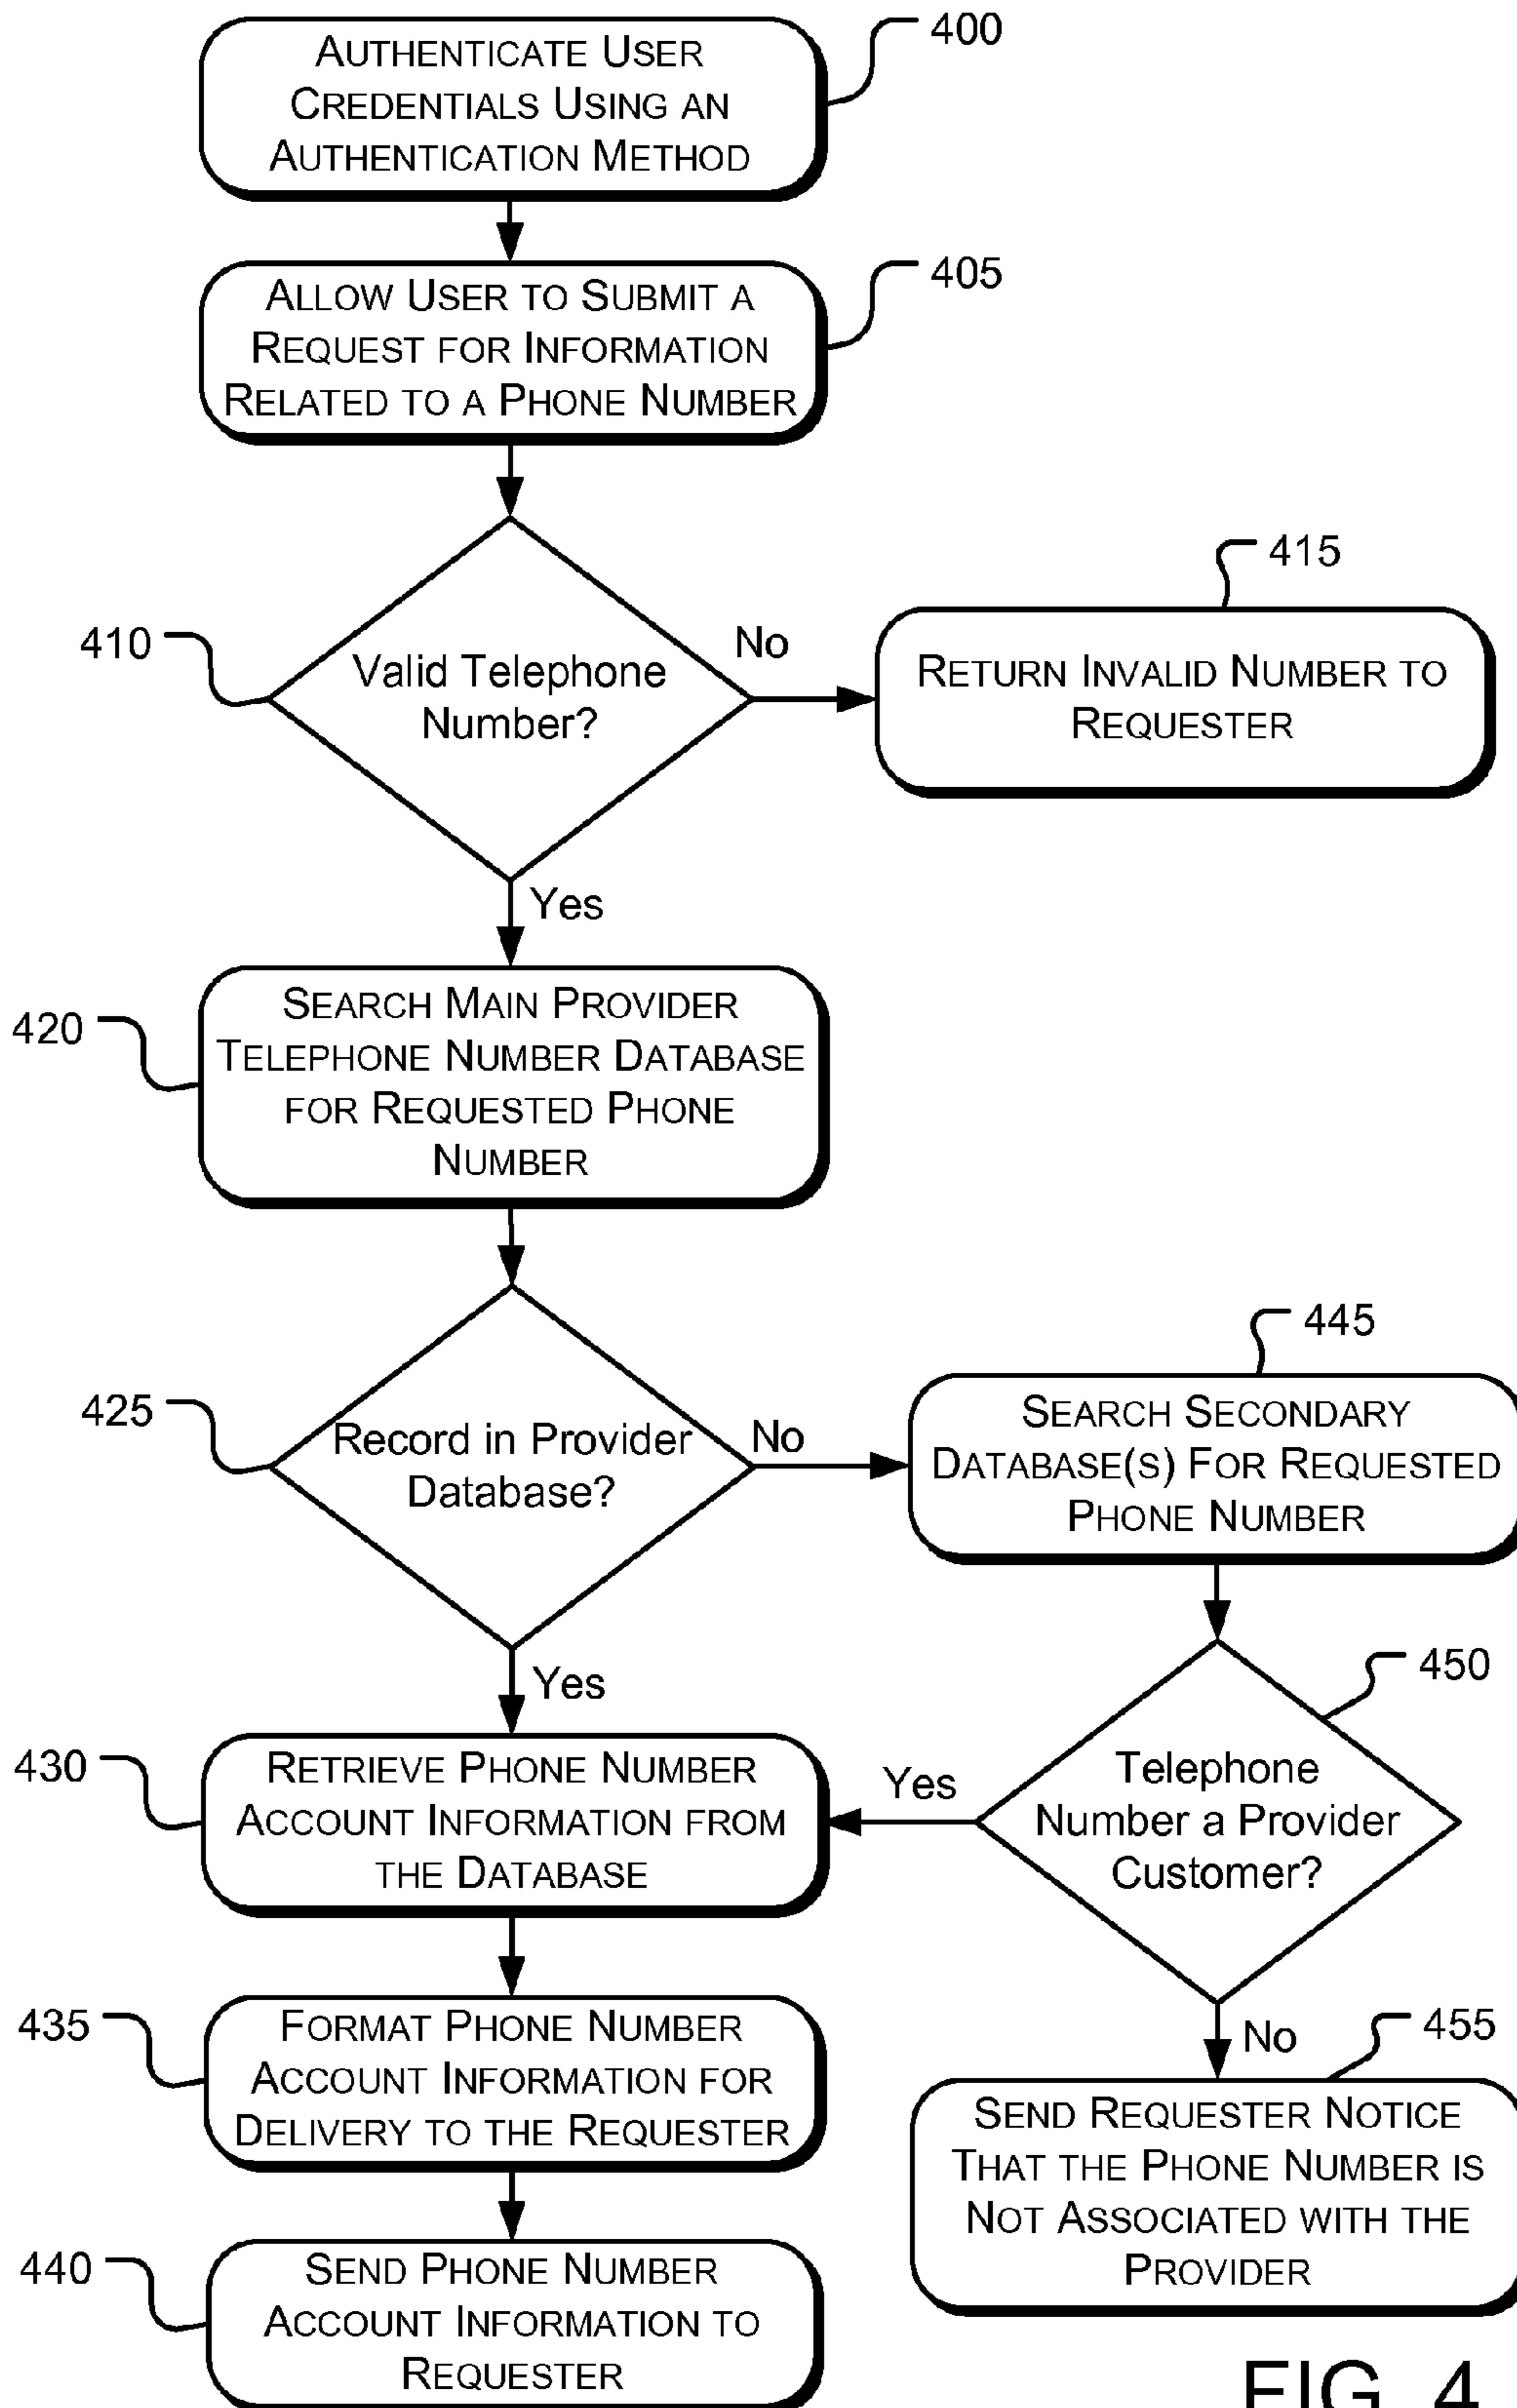 AUTHENTICATE USER
CREDENTIALS USING AN
AUTHENTICATION METHOD
400
ALLOW USER TO SUBMIT A
REQUEST FOR INFORMATION
RELATED TO A PHONE NUMBER
405
410
Valid Telephone
Number?
No
415
RETURN INVALID NUMBER TO
REQUESTER
Yes
420
SEARCH MAIN PROVIDER
TELEPHONE NUMBER DATABASE
FOR REQUESTED PHONE
NUMBER
425
Record in Provider
Database?
No
445
SEARCH SECONDARY
DATABASE(S) FOR REQUESTED
PHONE NUMBER
Yes
450
Telephone
Number a Provider
Customer?
Yes
430
RETRIEVE PHONE NUMBER
ACCOUNT INFORMATION FROM
THE DATABASE
435
FORMAT PHONE NUMBER
ACCOUNT INFORMATION FOR
DELIVERY TO THE REQUESTER
No
455
SEND REQUESTER NOTICE
THAT THE PHONE NUMBER IS
NOT ASSOCIATED WITH THE
PROVIDER
440
SEND PHONE NUMBER
ACCOUNT INFORMATION TO
REQUESTER
FIG. 4